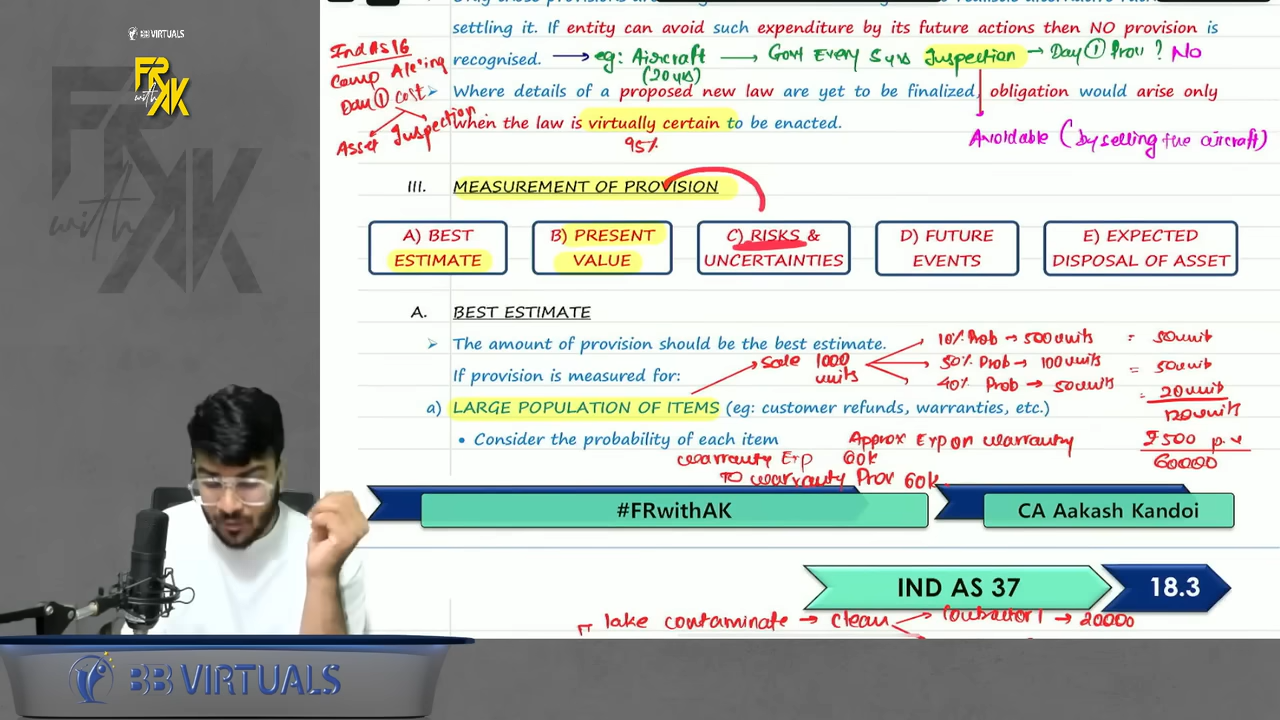 BB VIRTUALS
FR
with
AK
settling it. If entity can avoid such expenditure by its future actions then NO provision is
recognised. → eg: Aircraft (20 yrs) → Govt Every 5 yrs Inspection → Day ① Prov ? No
Ind AS 16
Day ① Cost
Asset Inspection
➢ Where details of a proposed new law are yet to be finalized, obligation would arise only
when the law is virtually certain to be enacted.
95%
Avoidable (by selling the aircraft)
III. MEASUREMENT OF PROVISION
A) BEST ESTIMATE
B) PRESENT VALUE
C) RISKS & UNCERTAINTIES
D) FUTURE EVENTS
E) EXPECTED DISPOSAL OF ASSET
A. BEST ESTIMATE
➢ The amount of provision should be the best estimate.
If provision is measured for:
Sale 1000 units
10% Prob → 500 units = 50 unit
50% Prob → 100 units = 50 unit
40% Prob → 50 units = 20 unit
120 units
a) LARGE POPULATION OF ITEMS (eg: customer refunds, warranties, etc.)
• Consider the probability of each item
Approx Exp on warranty ₹500 p.u
60000
Warranty Exp 60k
To warranty Prov 60k
#FRwithAK
CA Aakash Kandoi
IND AS 37
18.3
lake contaminate → clean → Contractor 1 → 20000
BB VIRTUALS